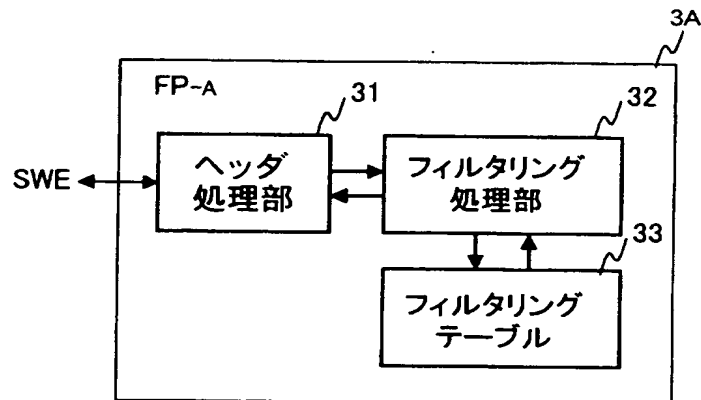 3A
FP-A
31
32
ヘッダ
処理部
フィルタリング
処理部
SWE
33
フィルタリング
テーブル